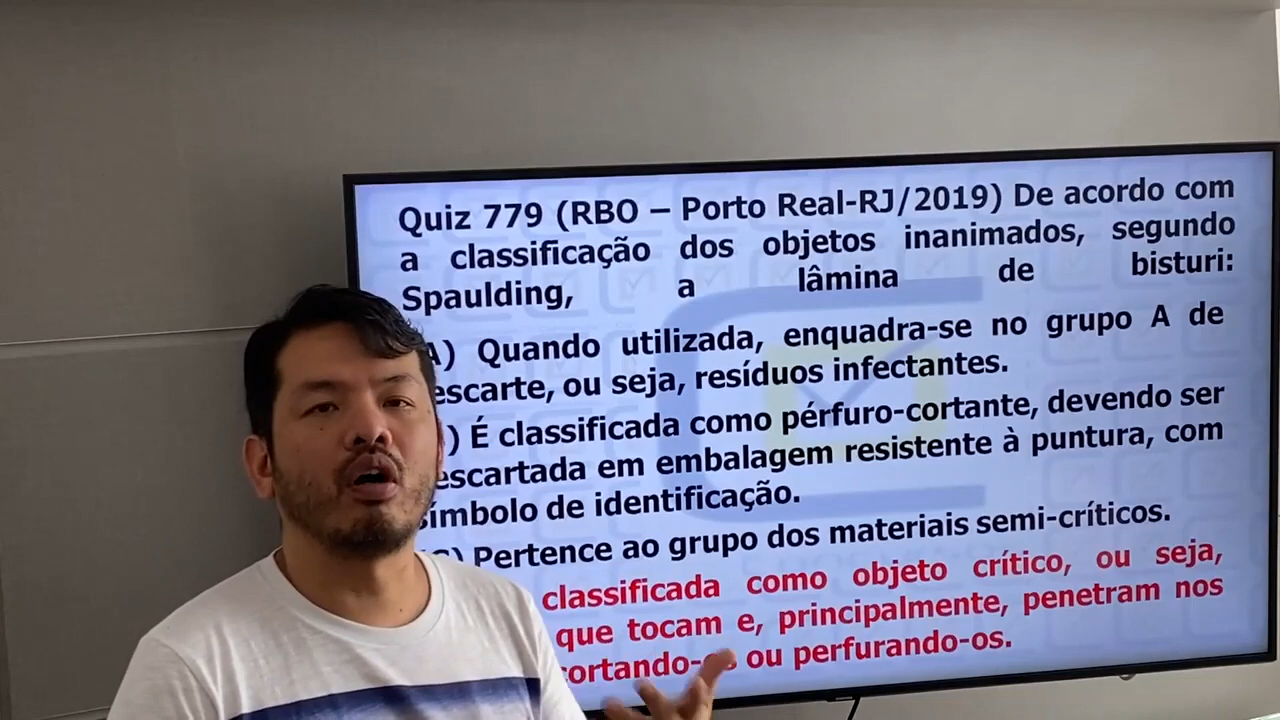 Quiz 779 (RBO – Porto Real-RJ/2019) De acordo com
a classificação dos objetos inanimados, segundo
Spaulding, a lâmina de bisturi:
A) Quando utilizada, enquadra-se no grupo A de
escarte, ou seja, resíduos infectantes.
) É classificada como pérfuro-cortante, devendo ser
escartada em embalagem resistente à puntura, com
símbolo de identificação.
C) Pertence ao grupo dos materiais semi-críticos.
classificada como objeto crítico, ou seja,
que tocam e, principalmente, penetram nos
cortando-os ou perfurando-os.